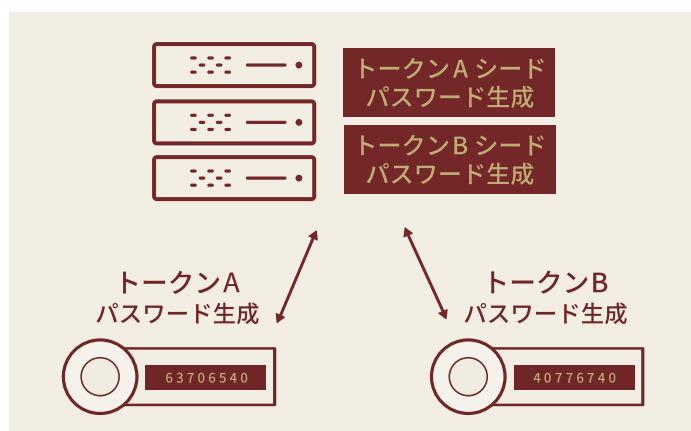 トークンA シード
パスワード生成
トークンB シード
パスワード生成
トークンA
パスワード生成
63706540
トークンB
パスワード生成
40776740